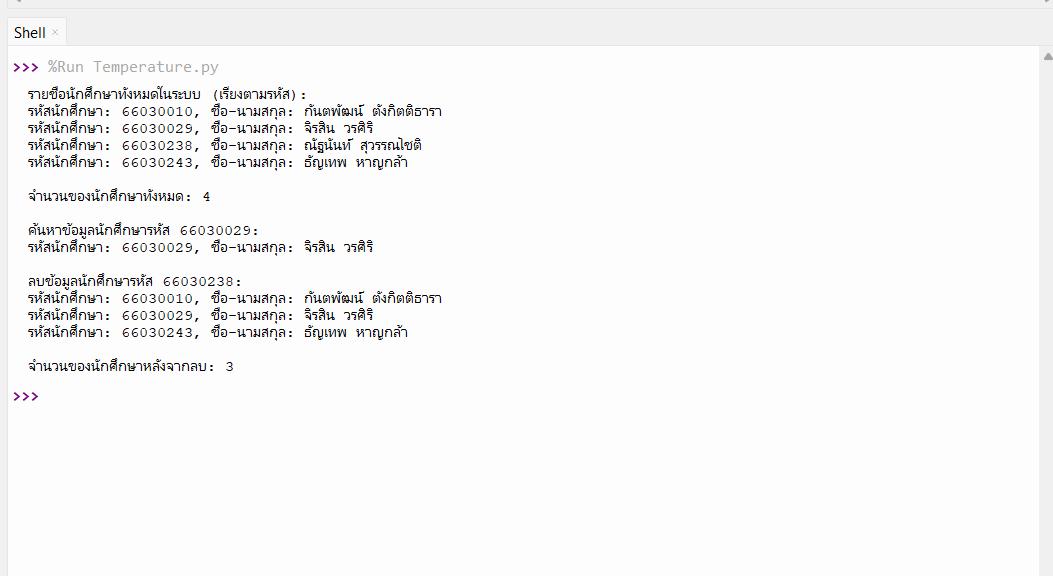 Shell ×
>>> %Run Temperature.py
รายชื่อนักศึกษาทั้งหมดในระบบ (เรียงตามรหัส):
รหัสนักศึกษา: 66030010, ชื่อ-นามสกุล: กันตพัฒน์ ตังกิตติธารา
รหัสนักศึกษา: 66030029, ชื่อ-นามสกุล: จิรสิน วรศิริ
รหัสนักศึกษา: 66030238, ชื่อ-นามสกุล: ณัฐนันท์ สุวรรณโชติ
รหัสนักศึกษา: 66030243, ชื่อ-นามสกุล: ธัญเทพ หาญกล้า
จำนวนของนักศึกษาทั้งหมด: 4
ค้นหาข้อมูลนักศึกษารหัส 66030029:
รหัสนักศึกษา: 66030029, ชื่อ-นามสกุล: จิรสิน วรศิริ
ลบข้อมูลนักศึกษารหัส 66030238:
รหัสนักศึกษา: 66030010, ชื่อ-นามสกุล: กันตพัฒน์ ตังกิตติธารา
รหัสนักศึกษา: 66030029, ชื่อ-นามสกุล: จิรสิน วรศิริ
รหัสนักศึกษา: 66030243, ชื่อ-นามสกุล: ธัญเทพ หาญกล้า
จำนวนของนักศึกษาหลังจากลบ: 3
>>>